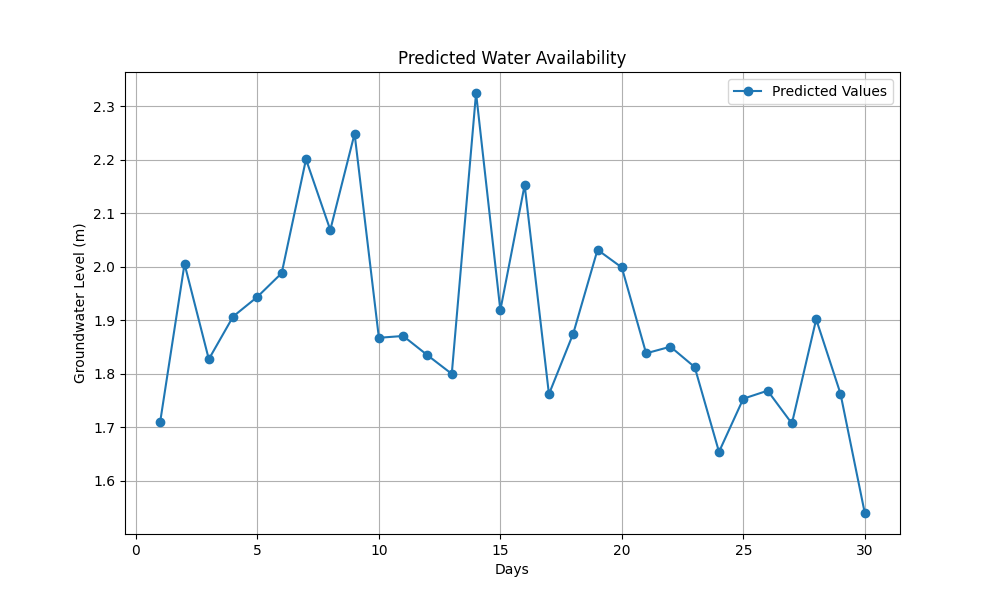 Predicted Water Availability
Predicted Values
Groundwater Level (m)
2.3
2.2
2.1
2.0
1.9
1.8
1.7
1.6
0 5 10 15 20 25 30
Days